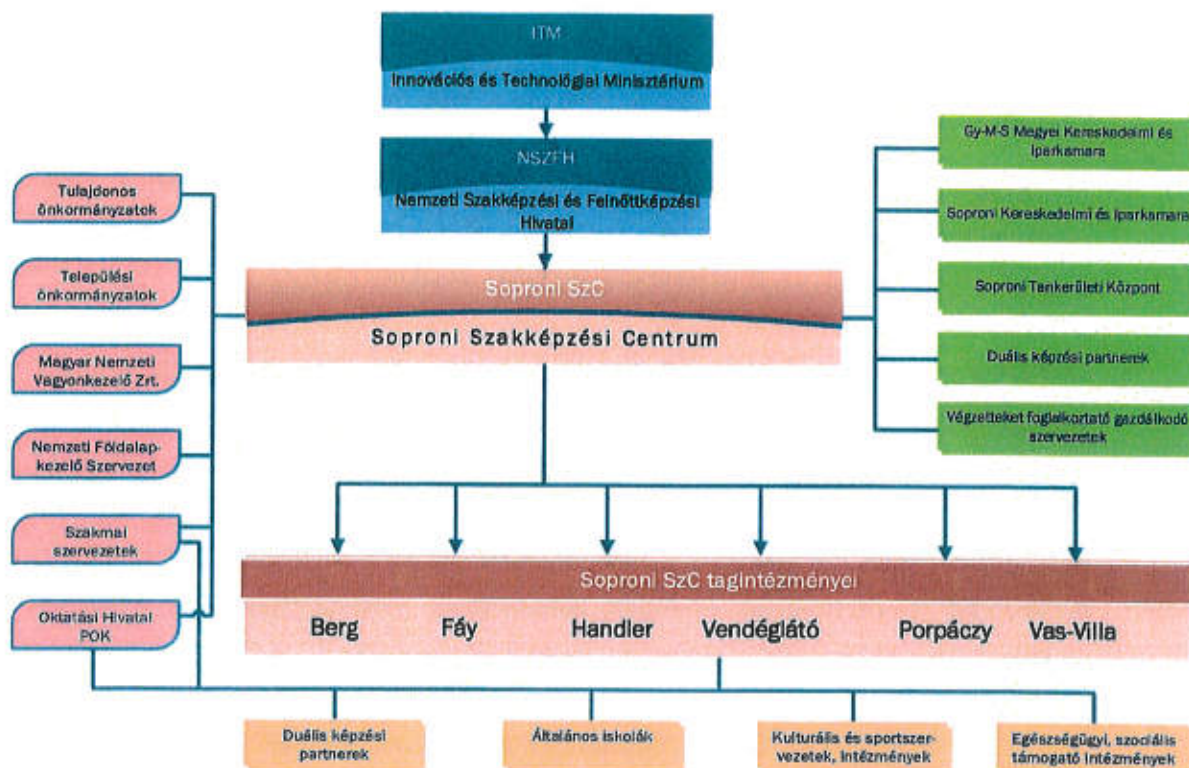 ITM
Innovációs és Technológiai Minisztérium
NSZFH
Nemzeti Szakképzési és Felnőttképzési
Hivatal
Tulajdonos
önkormányzatok
Települési
önkormányzatok
Magyar Nemzeti
Vagyonkezelő Zrt.
Nemzeti Földalap-
kezelő Szervezet
Szakmai
szervezetek
Oktatási Hivatal
POK
Soproni SzC
Soproni Szakképzési Centrum
Gy-M-S Megyei Kereskedelmi és
Iparkamara
Soproni Kereskedelmi és Iparkamara
Soproni Tankerületi Központ
Duális képzési partnerek
Végzetteket foglalkoztató gazdálkodó
szervezetek
Soproni SzC tagintézményei
Berg Fáy Handler Vendéglátó Porpáczy Vas-Villa
Duális képzési
partnerek
Általános iskolák
Kulturális és sportszer-
vezetek, intézmények
Egészségügyi, szociális
támogató intézmények